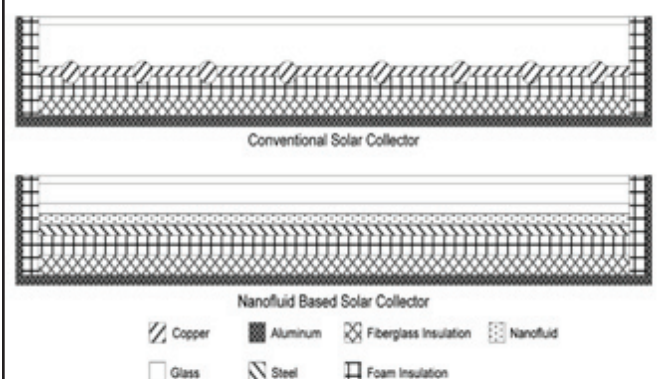 Conventional Solar Collector
Nanofluid Based Solar Collector
Copper Aluminum Fiberglass Insulation Nanofluid
Glass Steel Foam Insulation